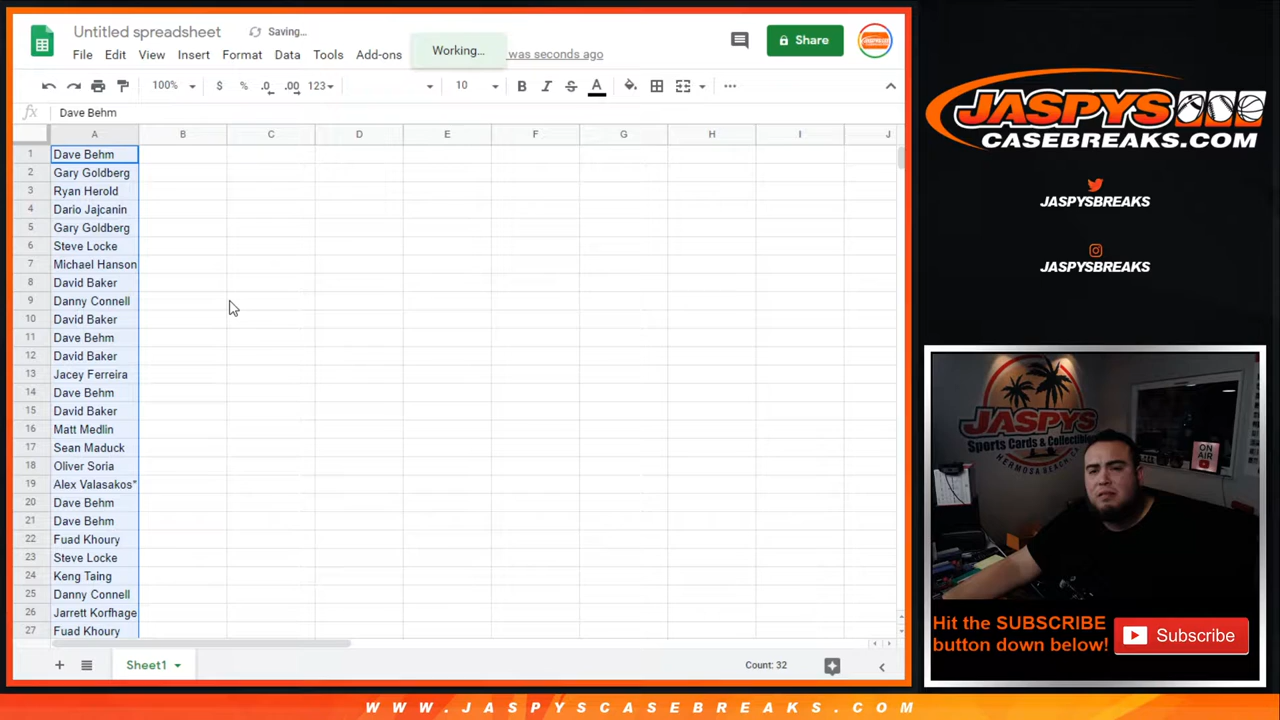 Untitled spreadsheet Saving...
File Edit View Insert Format Data Tools Add-ons Working... was seconds ago
Share
100% $ % .0 .00 123 10 B I S A
fx Dave Behm
A B C D E F G H I J
1 Dave Behm
2 Gary Goldberg
3 Ryan Herold
4 Dario Jajcanin
5 Gary Goldberg
6 Steve Locke
7 Michael Hanson
8 David Baker
9 Danny Connell
10 David Baker
11 Dave Behm
12 David Baker
13 Jacey Ferreira
14 Dave Behm
15 David Baker
16 Matt Medlin
17 Sean Maduck
18 Oliver Soria
19 Alex Valasakos"
20 Dave Behm
21 Dave Behm
22 Fuad Khoury
23 Steve Locke
24 Keng Taing
25 Danny Connell
26 Jarrett Korfhage
27 Fuad Khoury
Sheet1 Count: 32
JASPYS
CASEBREAKS.COM
JASPYSBREAKS
JASPYSBREAKS
JASPYS
Sports Cards & Collectibles
HERMOSA BEACH, CA
ON AIR
Hit the SUBSCRIBE
button down below!
Subscribe
WWW.JASPYSCASEBREAKS.COM